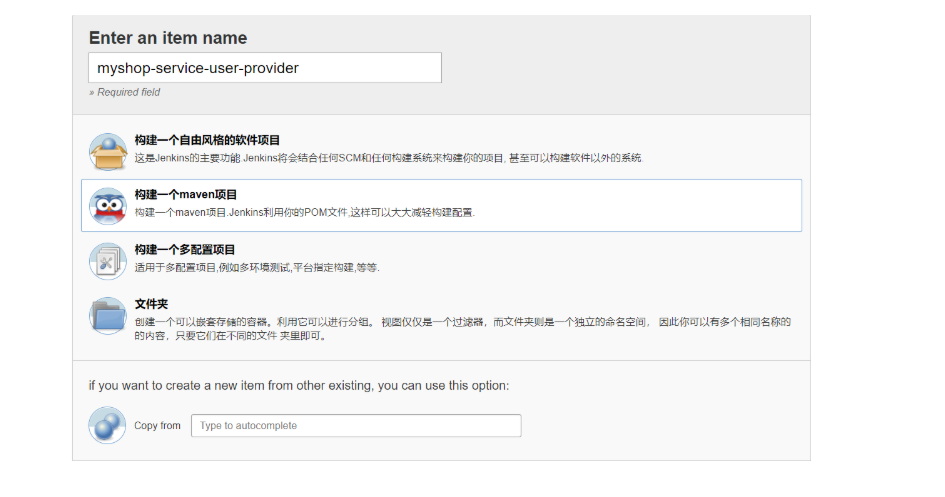 Enter an item name
myshop-service-user-provider
» Required field
构建一个自由风格的软件项目
这是Jenkins的主要功能.Jenkins将会结合任何SCM和任何构建系统来构建你的项目, 甚至可以构建软件以外的系统.
构建一个maven项目
构建一个maven项目.Jenkins利用你的POM文件,这样可以大大减轻构建配置.
构建一个多配置项目
适用于多配置项目,例如多环境测试,平台指定构建,等等.
文件夹
创建一个可以嵌套存储的容器。利用它可以进行分组。 视图仅仅是一个过滤器，而文件夹则是一个独立的命名空间， 因此你可以有多个相同名称的
的内容，只要它们在不同的文件 夹里即可。
if you want to create a new item from other existing, you can use this option:
Copy from
Type to autocomplete